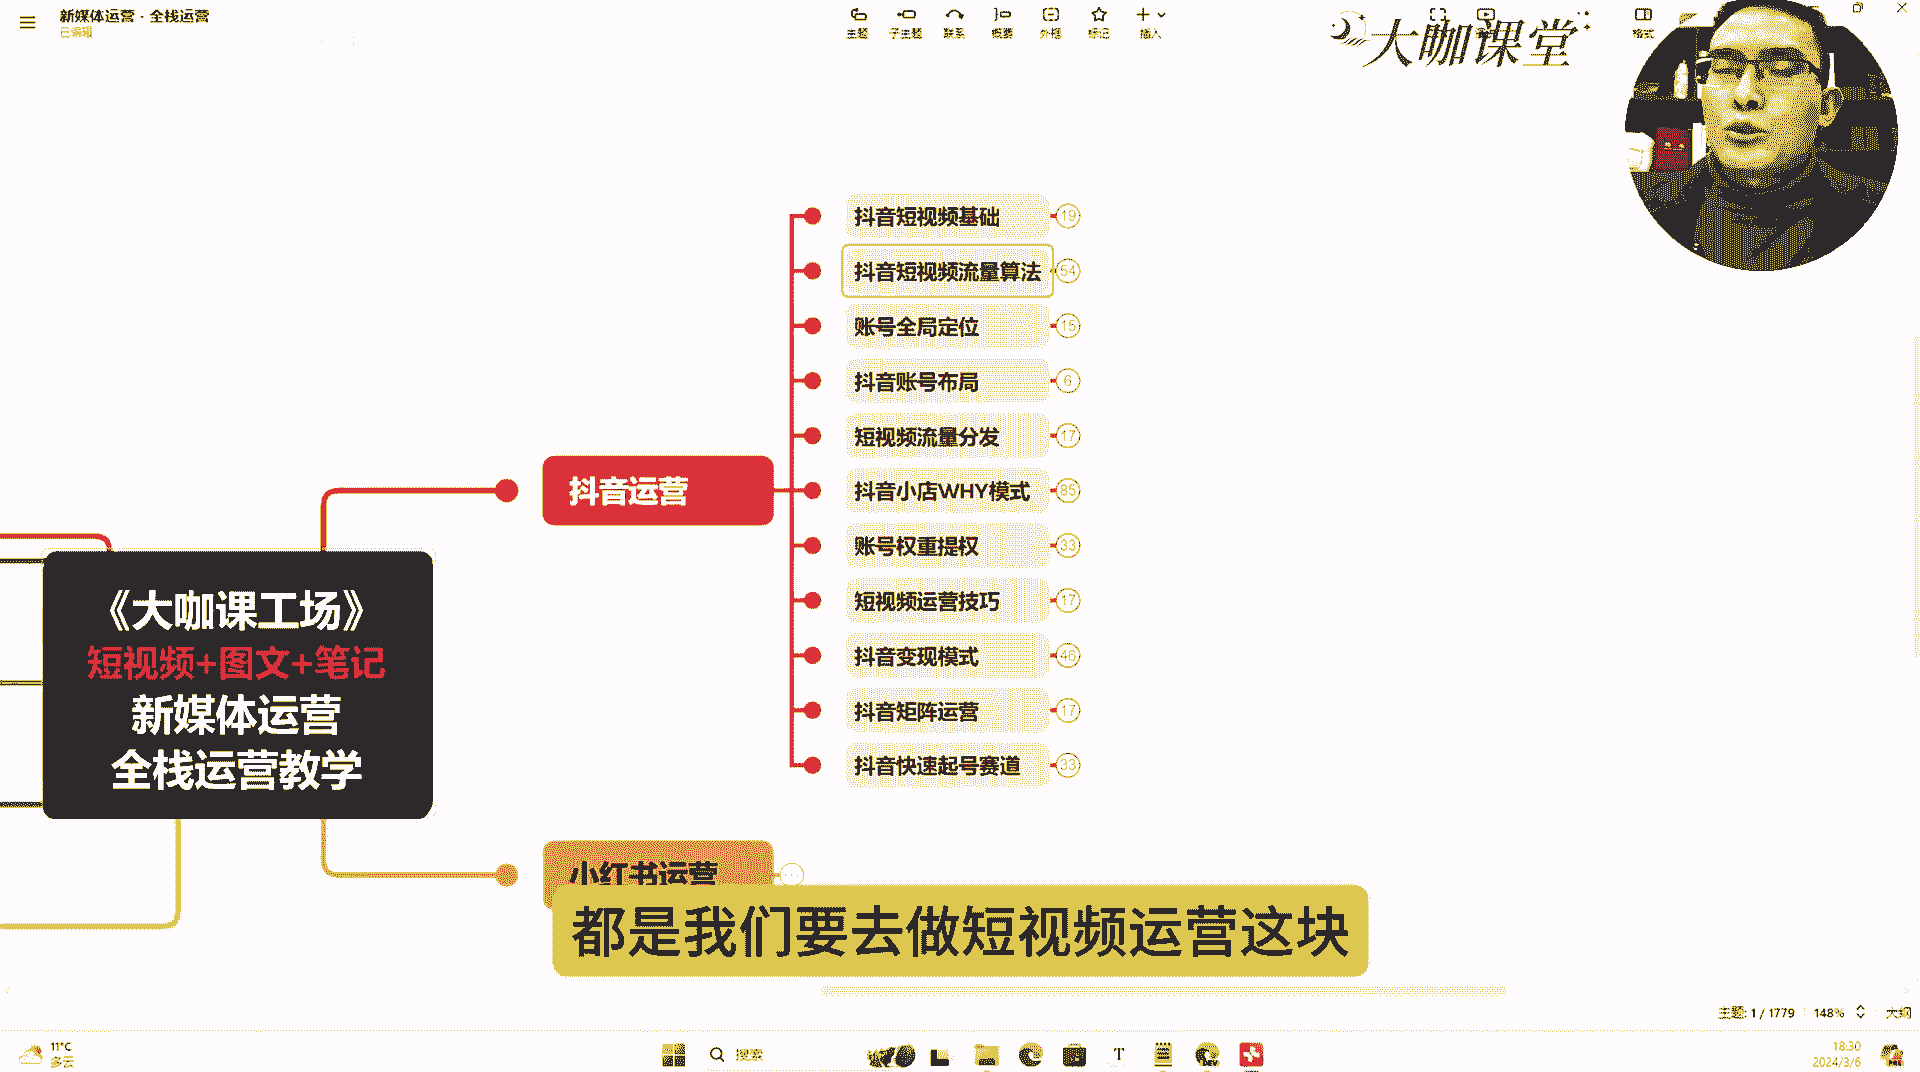 新媒体运营 - 全栈运营
已编辑
主题
子主题
联系
概要
外框
标记
插入
格式
大咖课堂
抖音短视频基础 19
抖音短视频流量算法 54
账号全局定位 15
抖音账号布局 6
短视频流量分发 17
抖音小店WHY模式 85
账号权重提权 33
短视频运营技巧 17
抖音变现模式 46
抖音矩阵运营 17
抖音快速起号赛道 33
抖音运营
《大咖课工场》
短视频+图文+笔记
新媒体运营
全栈运营教学
小红书运营
都是我们要去做短视频运营这块
主题: 1 / 1779
148%
大纲
11°C
多云
搜索
T
DEV
18:30
2024/3/6
PRE